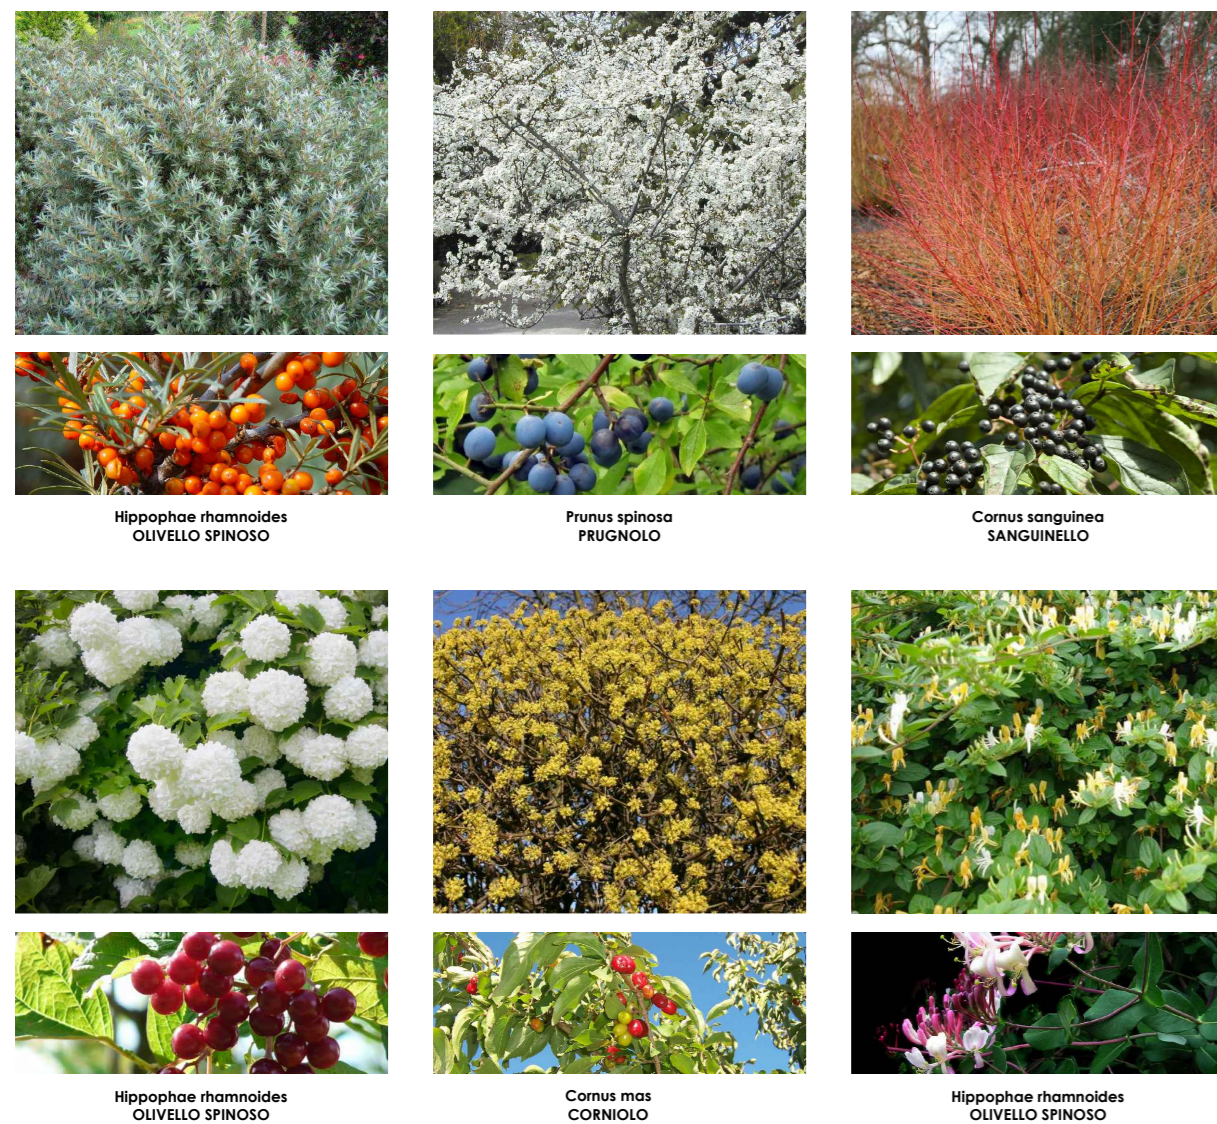 Hippophae rhamnoides
OLIVELLO SPINOSO
Prunus spinosa
PRUGNOLO
Cornus sanguinea
SANGUINELLO
Hippophae rhamnoides
OLIVELLO SPINOSO
Cornus mas
CORNIOLO
Hippophae rhamnoides
OLIVELLO SPINOSO